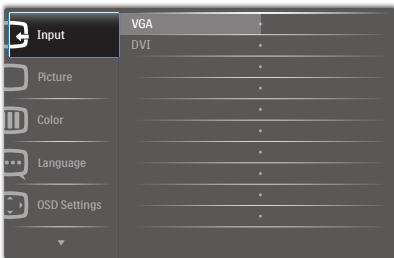 Input
VGA
DVI
Picture
Color
Language
OSD Settings